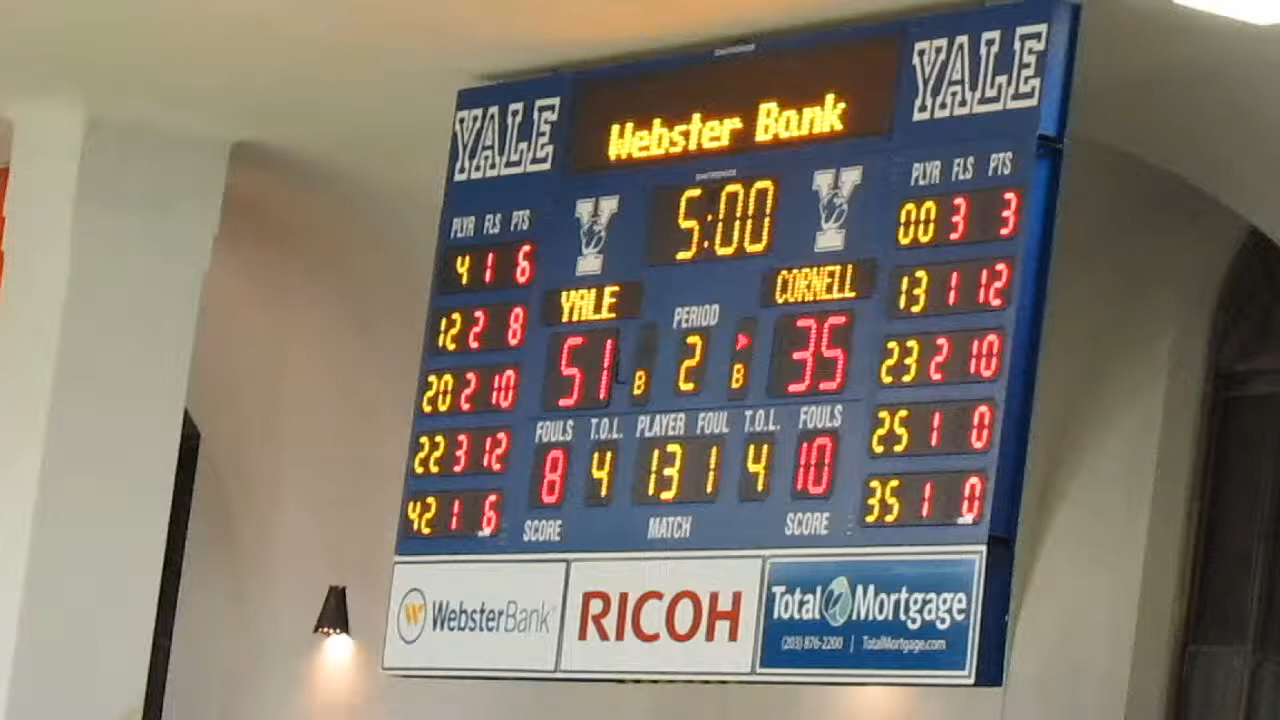 DAKTRONICS
YALE
Webster Bank
YALE
DAKTRONICS
5:00
PLYR FLS PTS
4 1 6
12 2 8
20 2 10
22 3 12
42 1 6
Y
Y
YALE
CORNELL
PERIOD
51
B
2
B
35
FOULS T.O.L. PLAYER FOUL T.O.L. FOULS
8 4 13 1 4 10
SCORE MATCH SCORE
PLYR FLS PTS
00 3 3
13 1 12
23 2 10
25 1 0
35 1 0
WebsterBank
RICOH
Total Mortgage
(203) 876-2200 | TotalMortgage.com